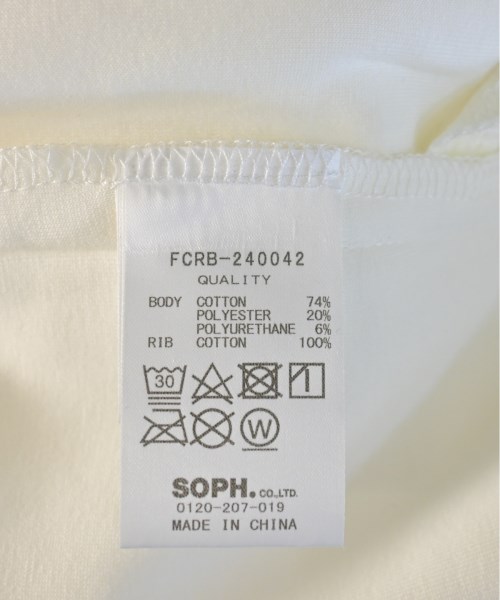 FCRB-240042
QUALITY
BODY COTTON 74%
POLYESTER 20%
POLYURETHANE 6%
RIB COTTON 100%
30
W
SOPH. CO.,LTD.
0120-207-019
MADE IN CHINA